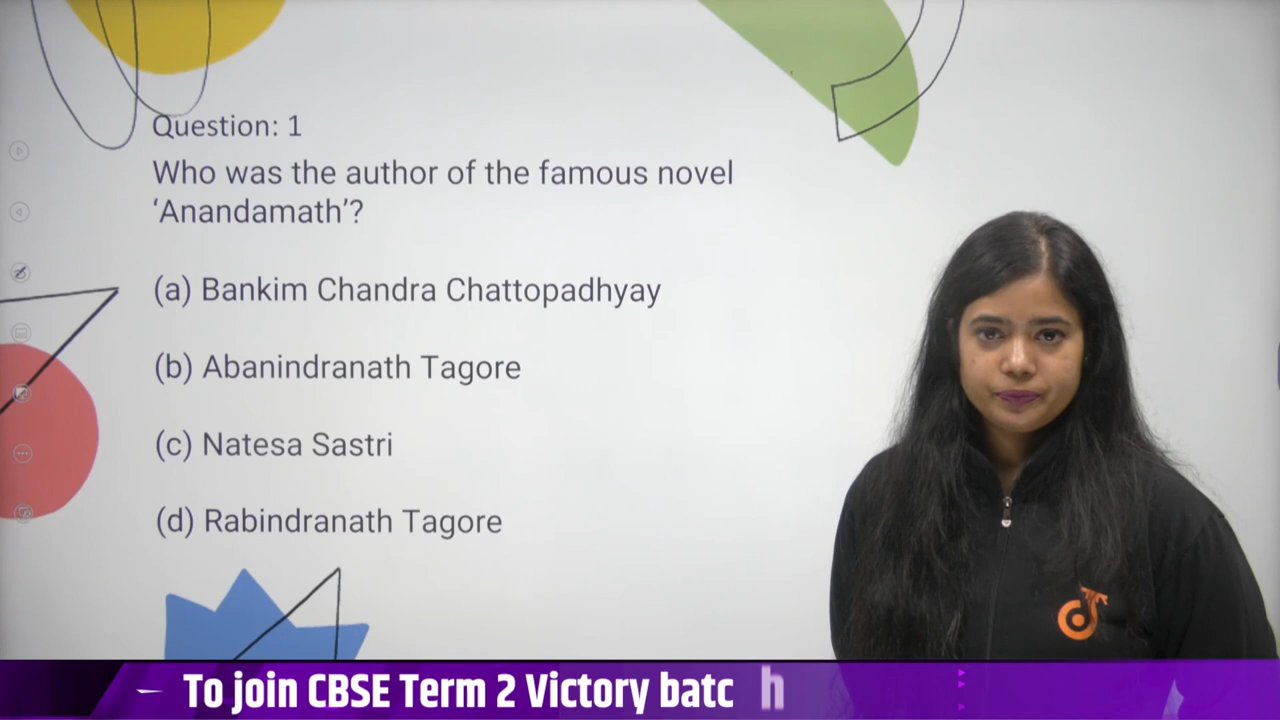 Question: 1
Who was the author of the famous novel
‘Anandamath’?
(a) Bankim Chandra Chattopadhyay
(b) Abanindranath Tagore
(c) Natesa Sastri
(d) Rabindranath Tagore
To join CBSE Term 2 Victory batc h